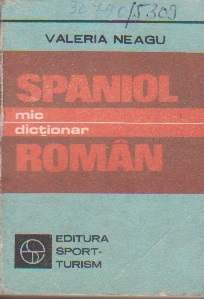 VALERIA NEAGU
SPANIOL
mic
dicționar
ROMÂN
EDITURA
SPORT-
TURISM